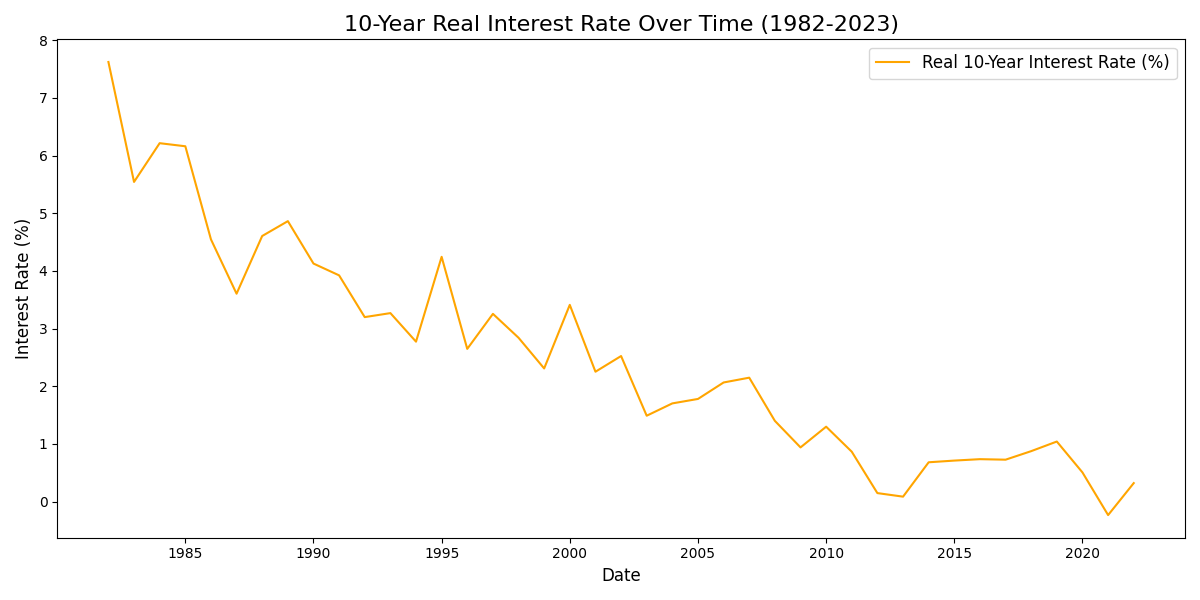 10-Year Real Interest Rate Over Time (1982-2023)
Real 10-Year Interest Rate (%)
Interest Rate (%)
8
7
6
5
4
3
2
1
0
1985 1990 1995 2000 2005 2010 2015 2020
Date